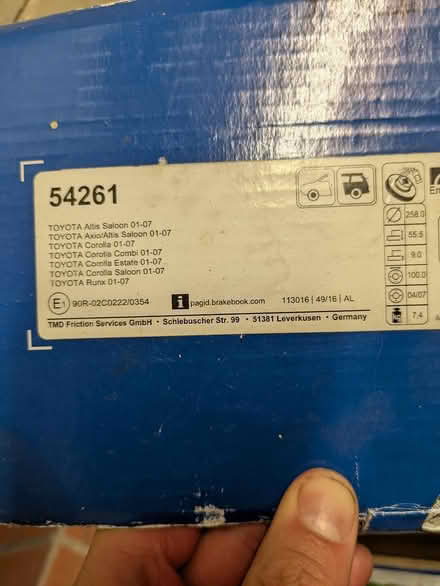 54261
TOYOTA Altis Saloon 01-07
TOYOTA Axio/Altis Saloon 01-07
TOYOTA Corolla 01-07
TOYOTA Corolla Combi 01-07
TOYOTA Corolla Estate 01-07
TOYOTA Corolla Saloon 01-07
TOYOTA Runx 01-07
E1 90R-02C0222/0354
i pagid.brakebook.com 113016 | 49/16 | AL
TMD Friction Services GmbH • Schlebuscher Str. 99 • 51381 Leverkusen • Germany
258.0
55.5
9.0
100.0
04/07
7,4